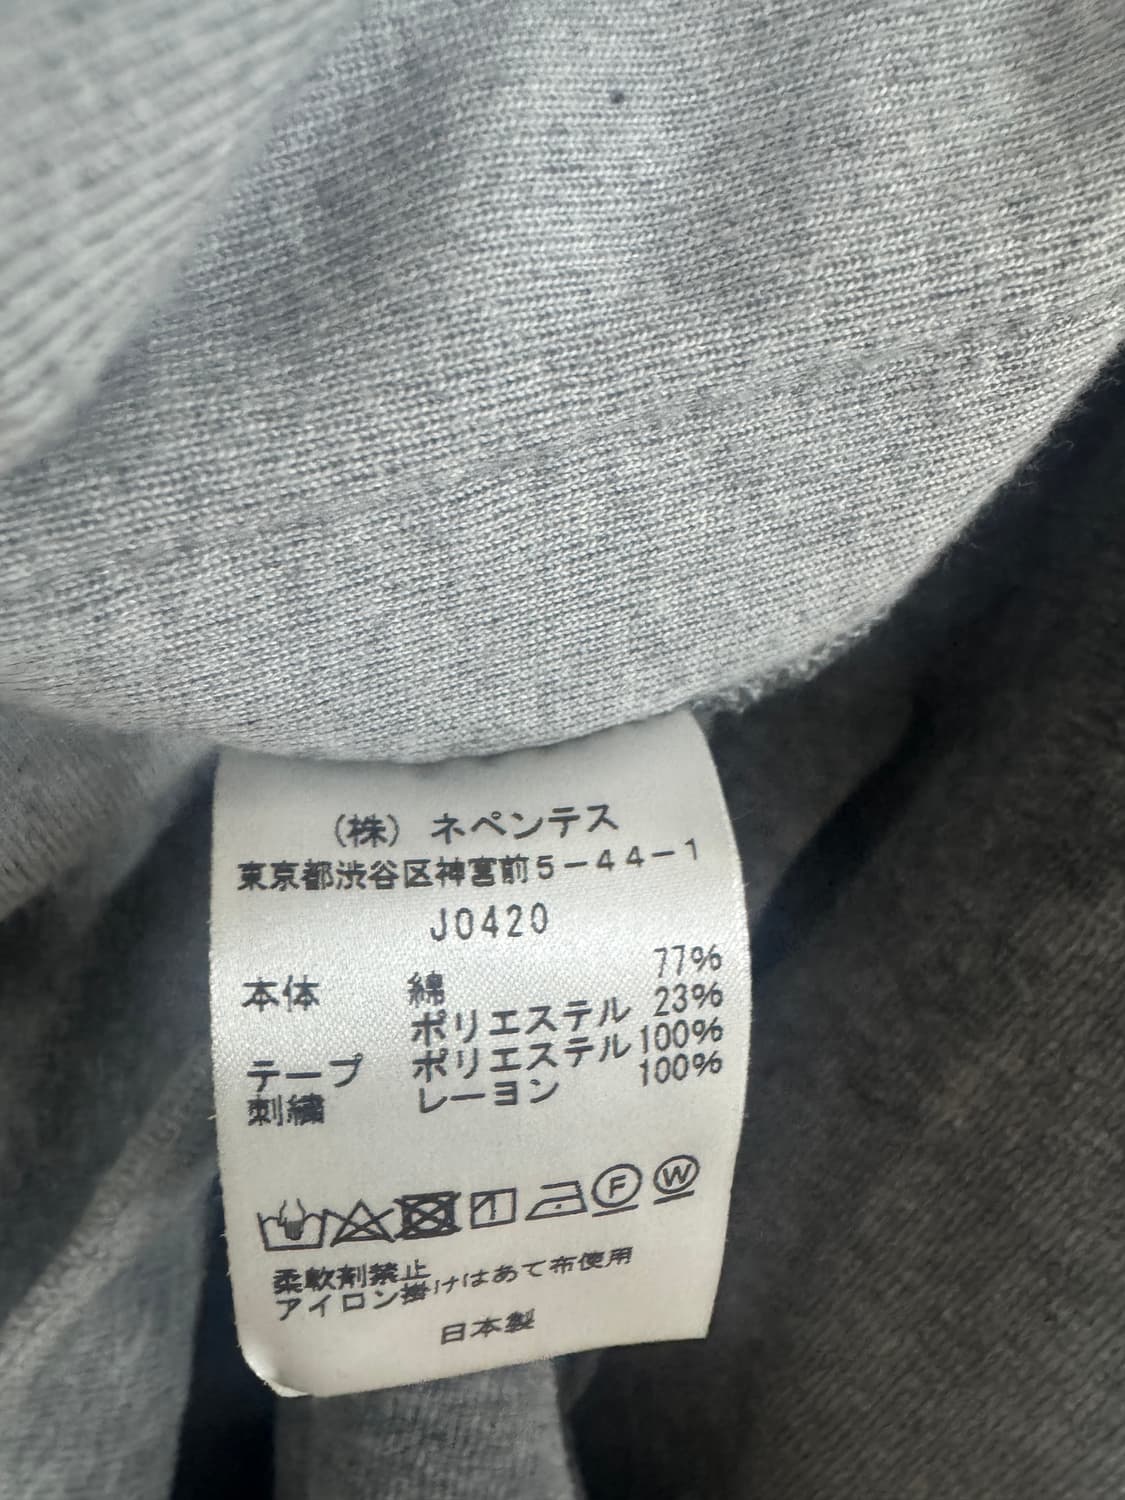 (株) ネペンテス
東京都渋谷区神宮前5-44-1
J0420
本体 綿 77%
ポリエステル 23%
テープ ポリエステル 100%
刺繍 レーヨン 100%
1 F W
柔軟剤禁止
アイロン掛けはあて布使用
日本製